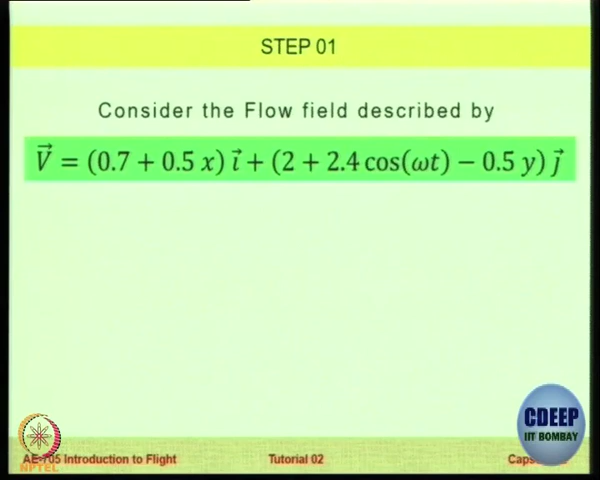 STEP 01
Consider the Flow field described by
V⃗ = (0.7 + 0.5 x) i⃗ + (2 + 2.4 cos(ωt) − 0.5 y) j⃗
CDEEP
IIT BOMBAY
AE-705 Introduction to Flight Tutorial 02
NPTEL